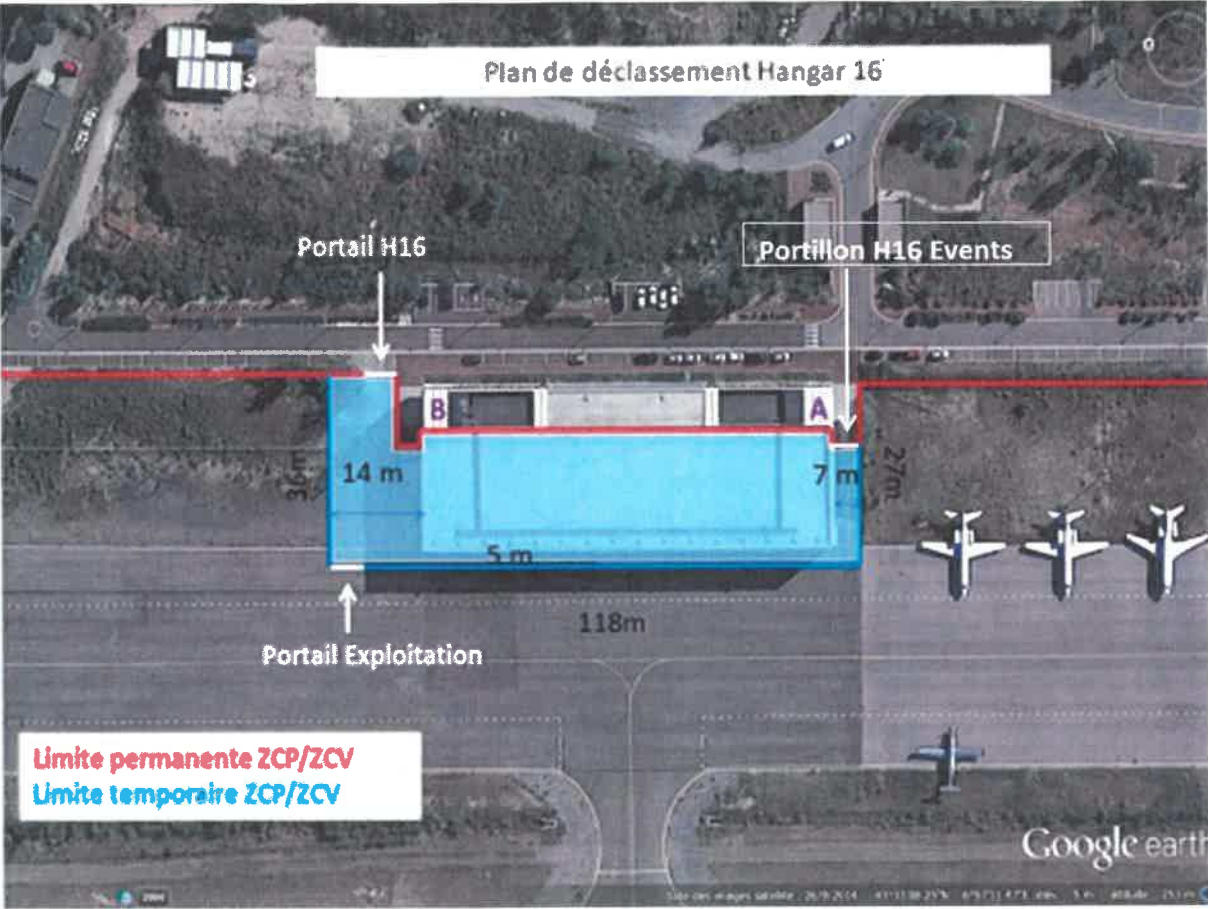 Plan de déclassement Hangar 16
Portail H16
Portillon H16 Events
B
A
36m
14 m
7 m
27m
5 m
118m
Portail Exploitation
Limite permanente ZCP/ZCV
Limite temporaire ZCP/ZCV
Google earth
2004